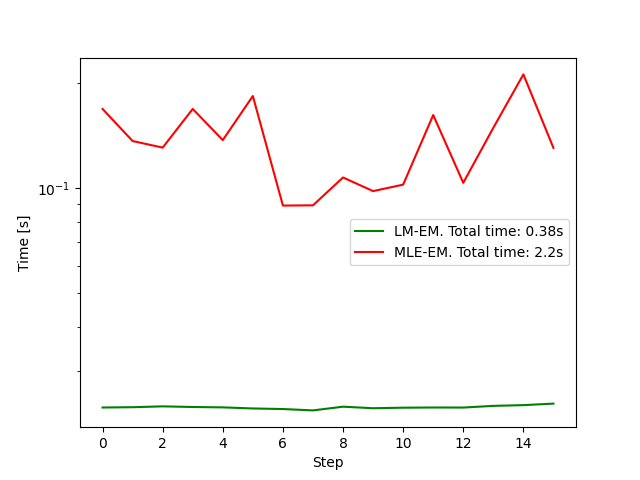 10⁻¹
Time [s]
LM-EM. Total time: 0.38s
MLE-EM. Total time: 2.2s
0 2 4 6 8 10 12 14
Step